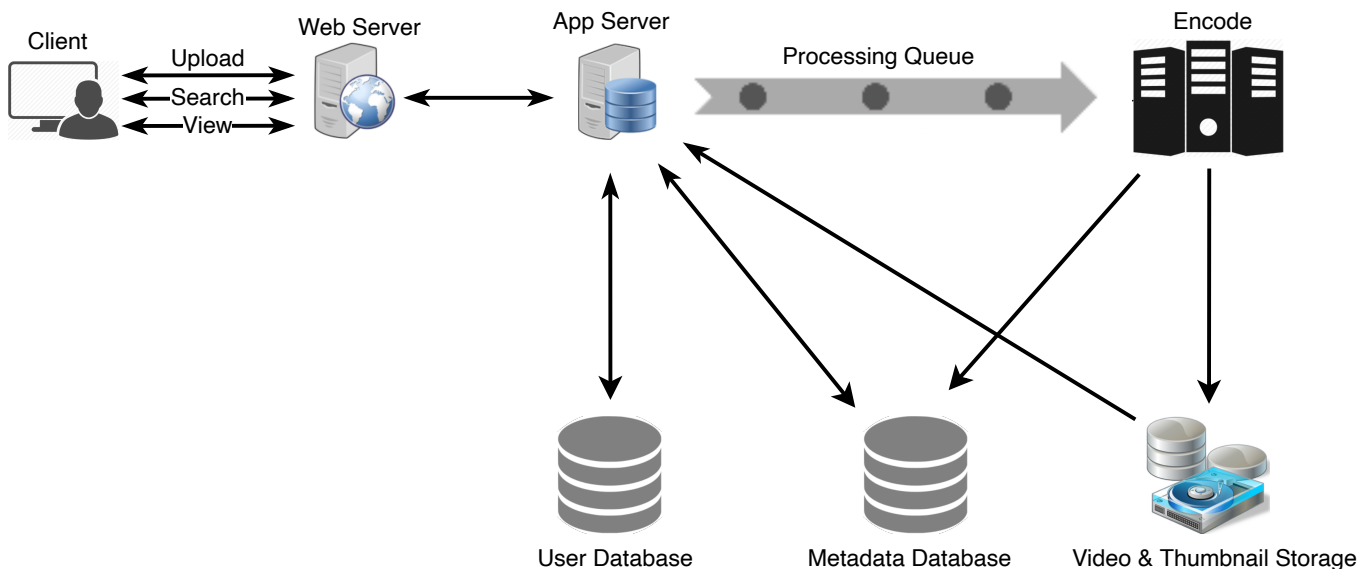 Client
Web Server
App Server
Processing Queue
Encode
Upload
Search
View
User Database
Metadata Database
Video & Thumbnail Storage